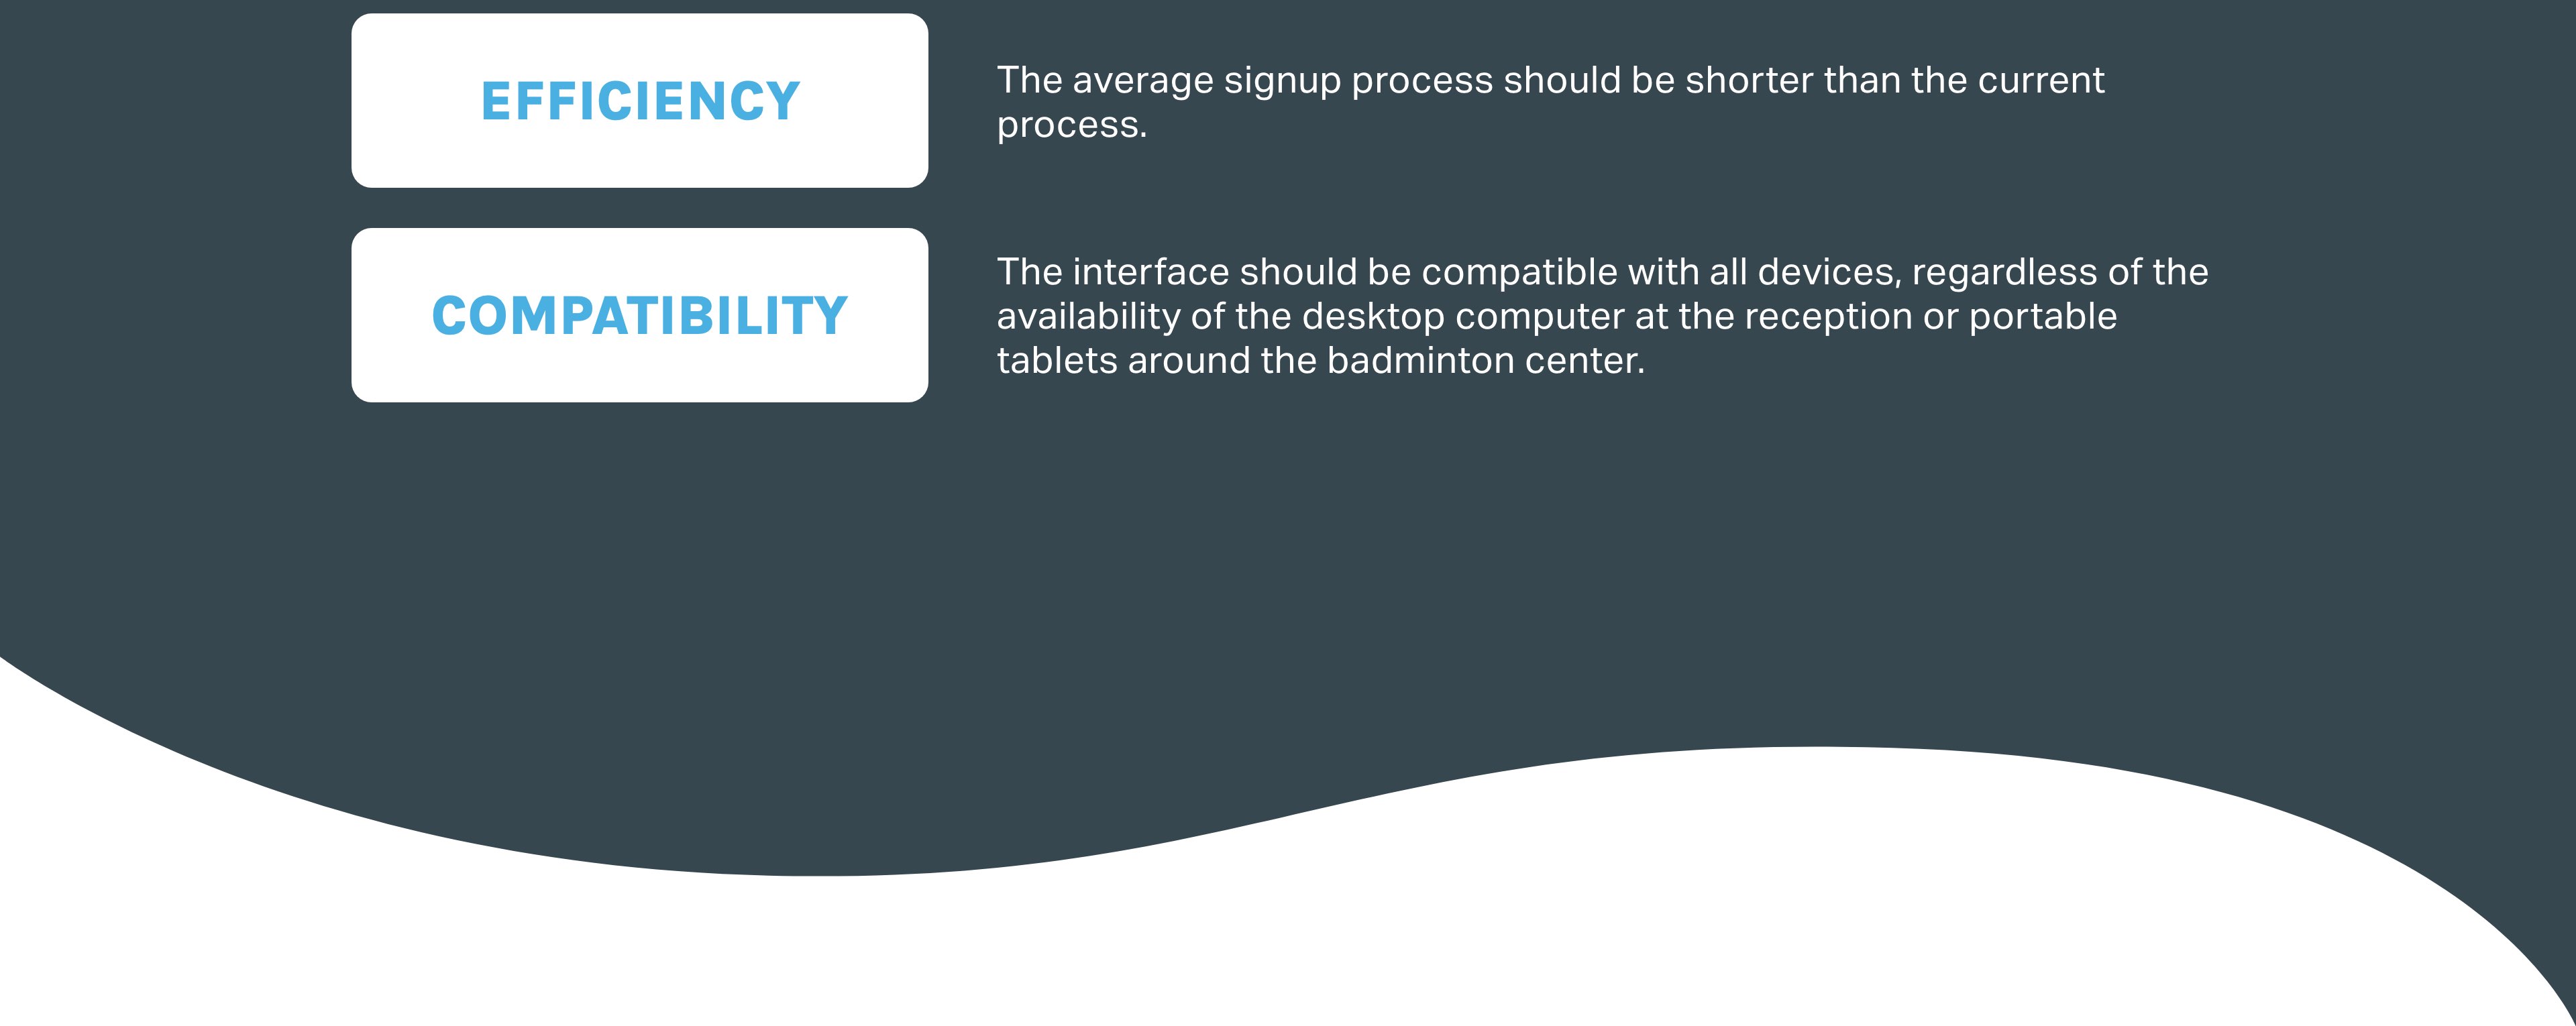 EFFICIENCY
The average signup process should be shorter than the current
process.
COMPATIBILITY
The interface should be compatible with all devices, regardless of the
availability of the desktop computer at the reception or portable
tablets around the badminton center.